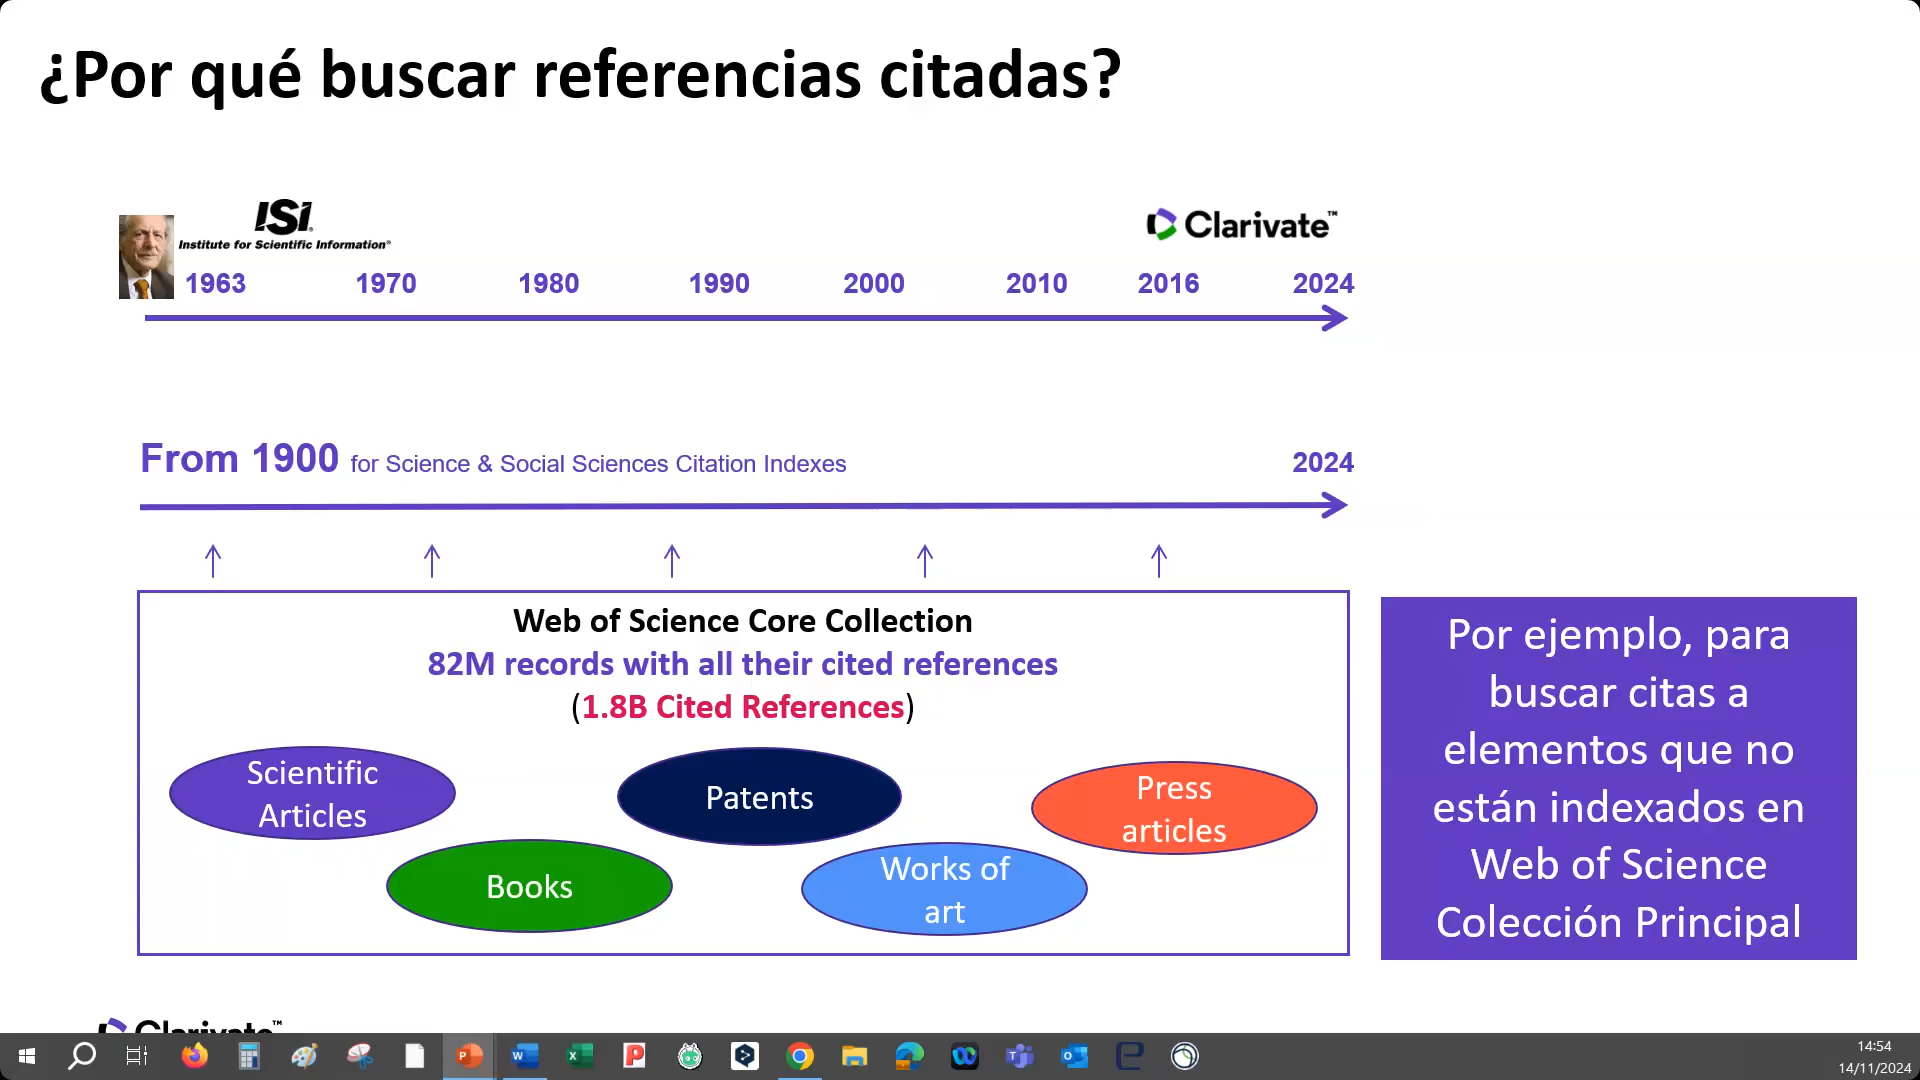 ¿Por qué buscar referencias citadas?
ISI®
Institute for Scientific Information®
Clarivate™
1963 1970 1980 1990 2000 2010 2016 2024
From 1900 for Science & Social Sciences Citation Indexes 2024
Web of Science Core Collection
82M records with all their cited references
(1.8B Cited References)
Scientific
Articles
Patents
Press
articles
Books
Works of
art
Por ejemplo, para
buscar citas a
elementos que no
están indexados en
Web of Science
Colección Principal
Clarivate™
14:54
14/11/2024